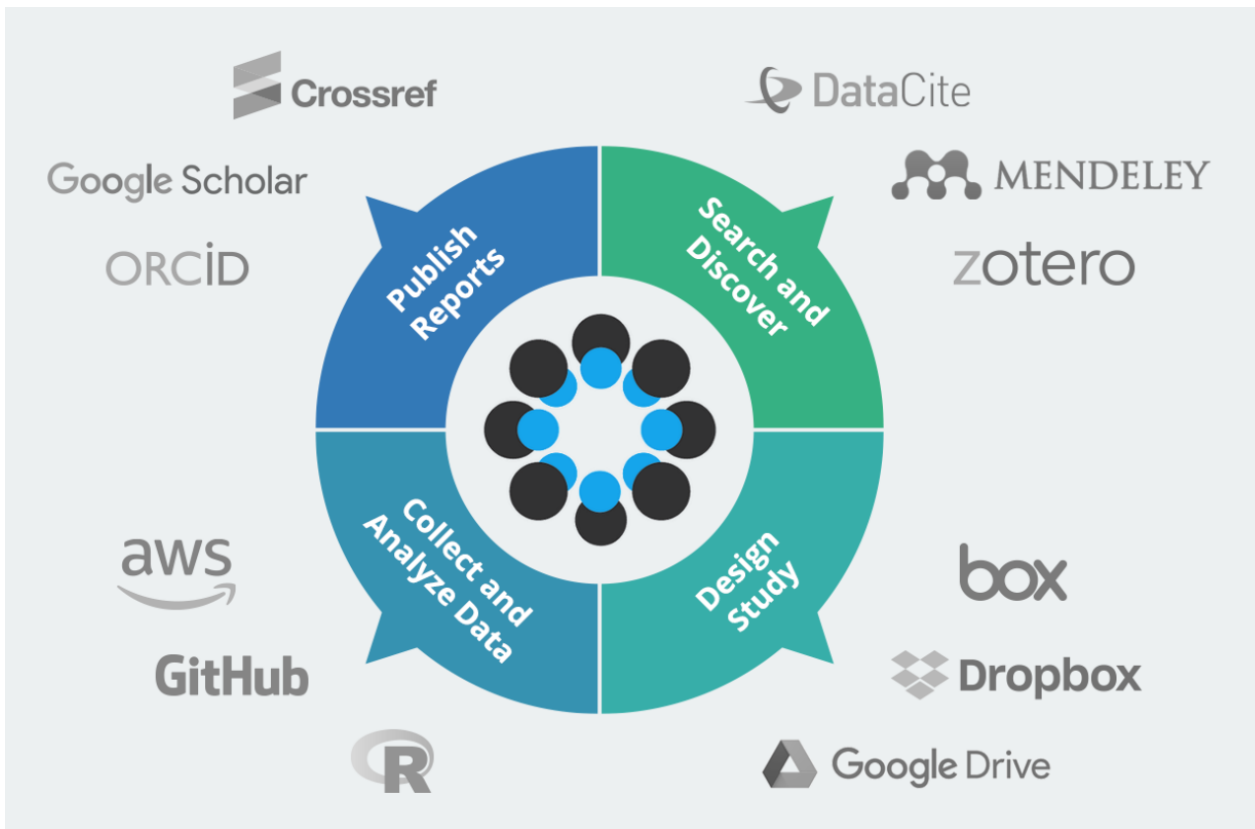 Crossref
DataCite
Google Scholar
MENDELEY
ORCiD
zotero
Publish
Reports
Search and
Discover
Collect and
Analyze Data
Design
Study
aws
box
GitHub
Dropbox
R
Google Drive